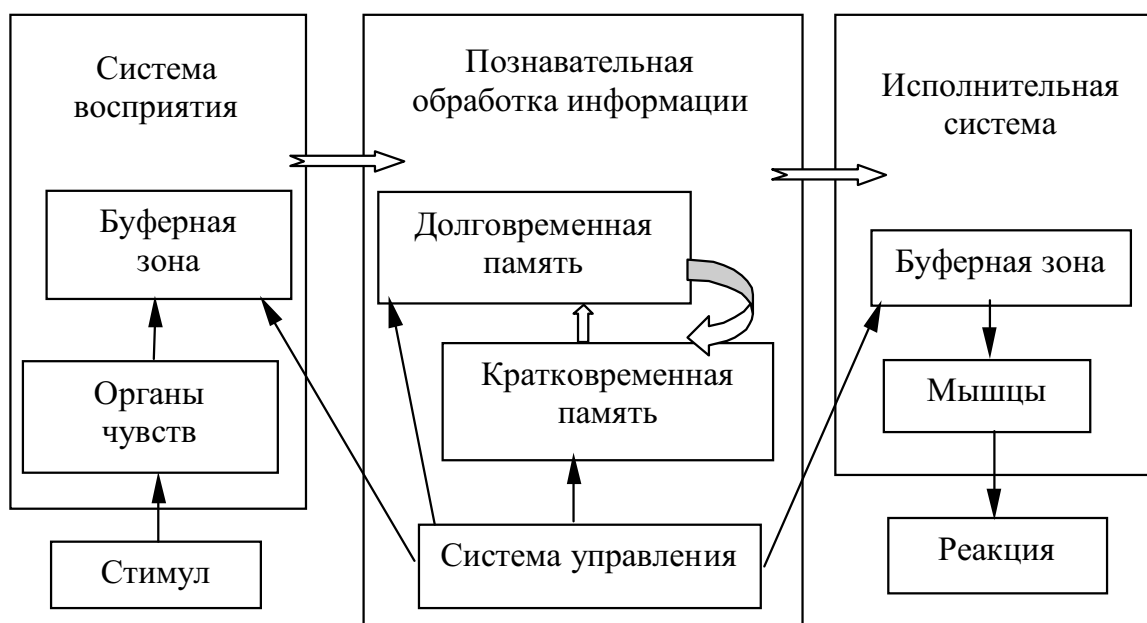 Система
восприятия
Буферная
зона
Органы
чувств
Стимул
Познавательная
обработка информации
Долговременная
память
Кратковременная
память
Система управления
Исполнительная
система
Буферная зона
Мышцы
Реакция